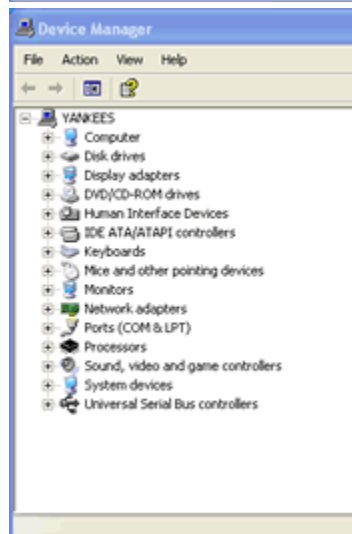 Device Manager
File Action View Help
YANKEES
Computer
Disk drives
Display adapters
DVD/CD-ROM drives
Human Interface Devices
IDE ATA/ATAPI controllers
Keyboards
Mice and other pointing devices
Monitors
Network adapters
Ports (COM & LPT)
Processors
Sound, video and game controllers
System devices
Universal Serial Bus controllers